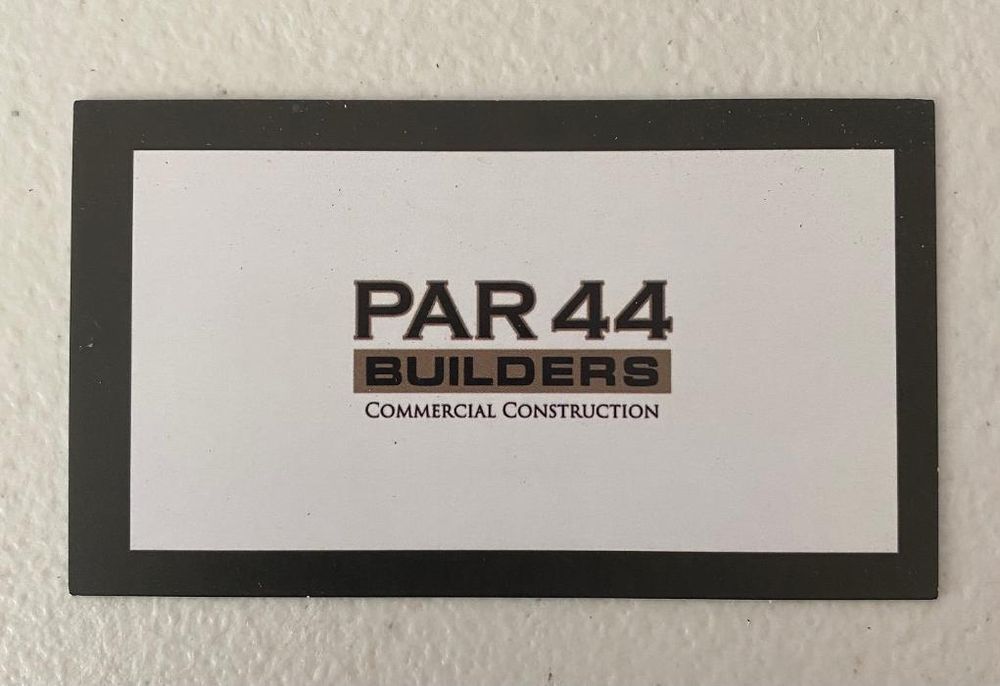 PAR 44
BUILDERS
COMMERCIAL CONSTRUCTION